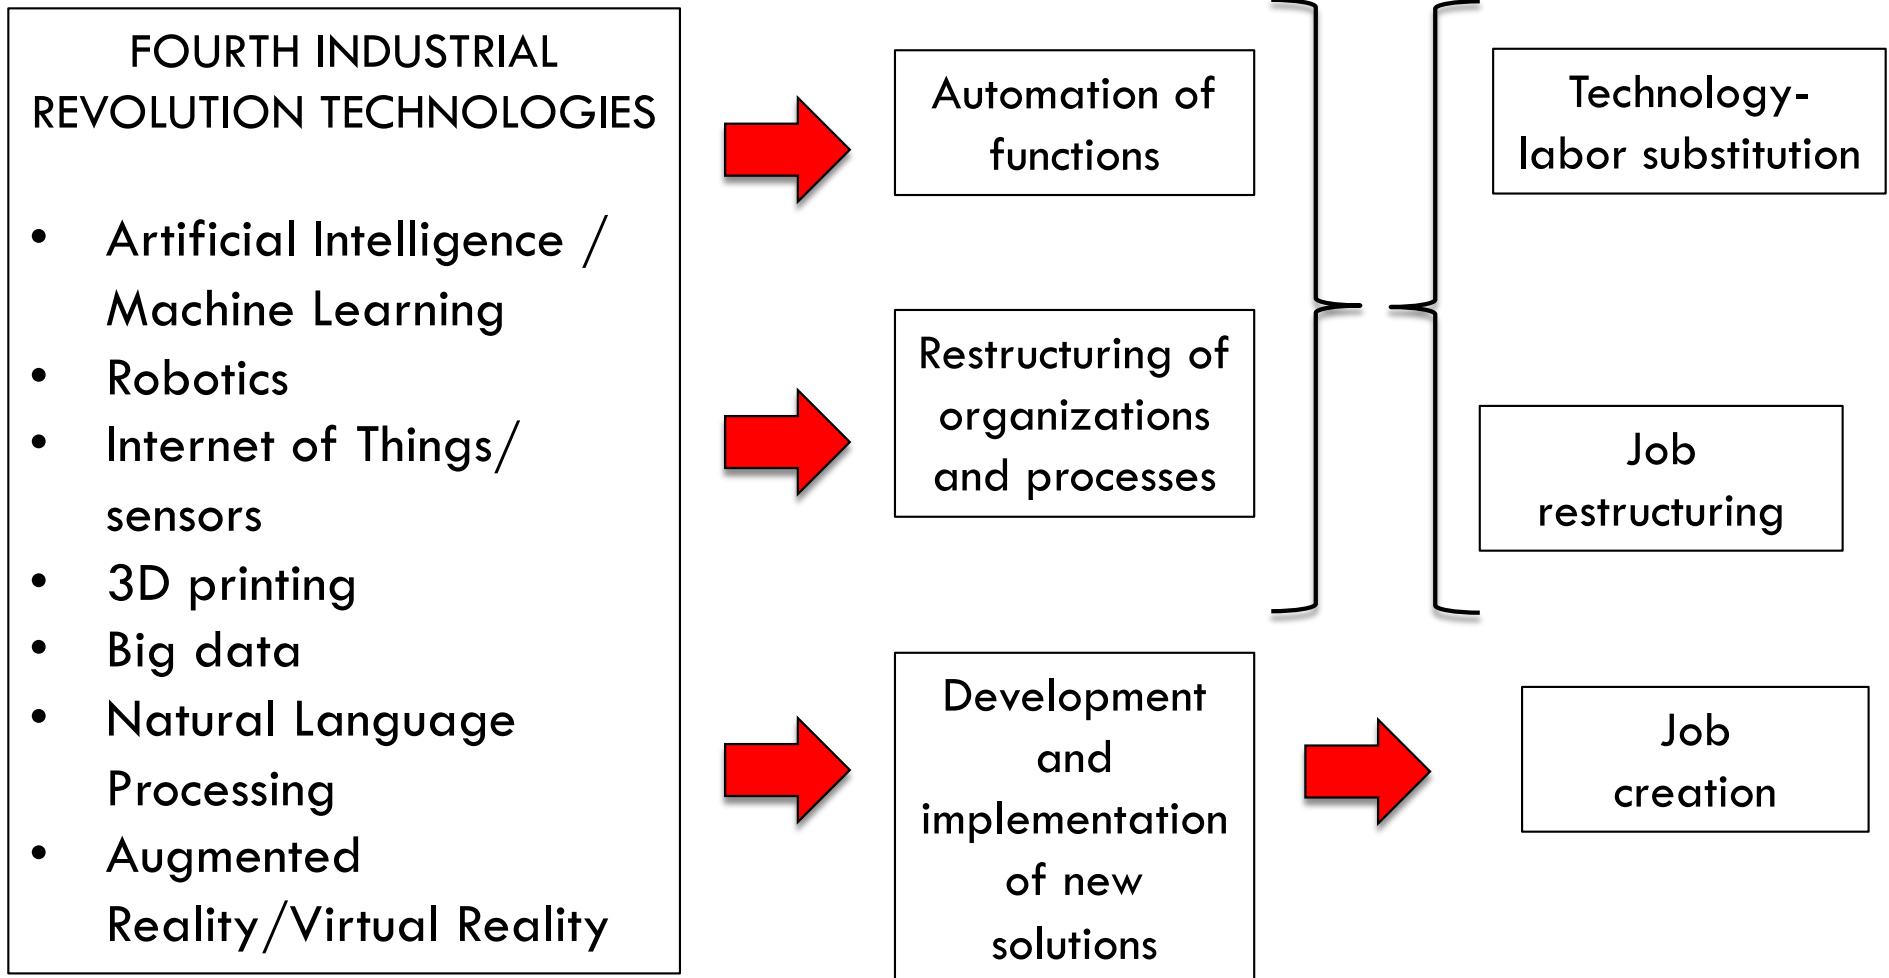 FOURTH INDUSTRIAL
REVOLUTION TECHNOLOGIES
• Artificial Intelligence /
Machine Learning
• Robotics
• Internet of Things/
sensors
• 3D printing
• Big data
• Natural Language
Processing
• Augmented
Reality/Virtual Reality
Automation of
functions
Restructuring of
organizations
and processes
Development
and
implementation
of new
solutions
Technology-
labor substitution
Job
restructuring
Job
creation